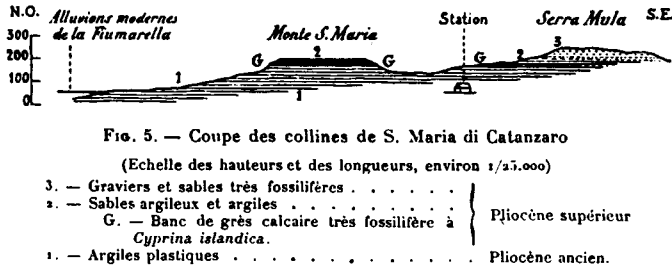 N.O. Alluvions modernes de la Fiumarella Monte S. Maria Station Serra Mula S.E.
300
200
100
0
G 2 G G 2 3
1 1
FIG. 5. — Coupe des collines de S. Maria di Catanzaro
(Echelle des hauteurs et des longueurs, environ 1/25.000)
3. — Graviers et sables très fossilifères . . . . . .
2. — Sables argileux et argiles . . . . . . . . .
G. — Banc de grès calcaire très fossilifère à
Cyprina islandica.
Pliocène supérieur
1. — Argiles plastiques . . . . . . . . . . . . . Pliocène ancien.